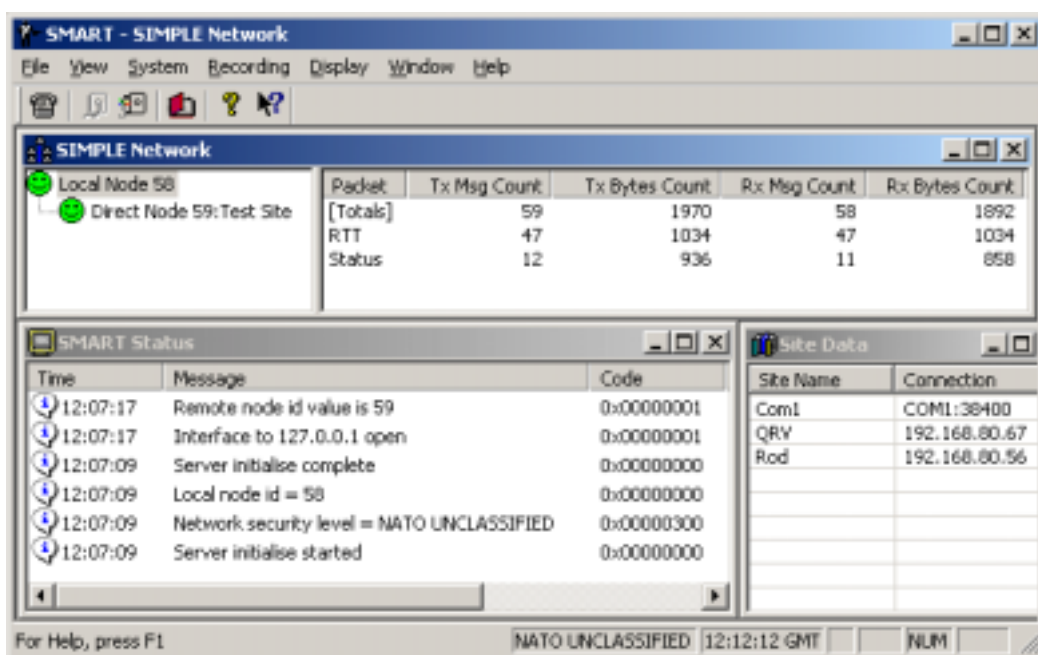 SMART - SIMPLE Network
File View System Recording Display Window Help
SIMPLE Network
Local Node 58
Direct Node 59:Test Site
Packet Tx Msg Count Tx Bytes Count Rx Msg Count Rx Bytes Count
[Totals] 59 1970 58 1892
RTT 47 1034 47 1034
Status 12 936 11 858
SMART Status
Time Message Code
12:07:17 Remote node id value is 59 0x00000001
12:07:17 Interface to 127.0.0.1 open 0x00000001
12:07:09 Server initialise complete 0x00000000
12:07:09 Local node id = 58 0x00000000
12:07:09 Network security level = NATO UNCLASSIFIED 0x00000300
12:07:09 Server initialise started 0x00000000
Site Data
Site Name Connection
Com1 COM1:38400
QRV 192.168.80.67
Rod 192.168.80.56
For Help, press F1 NATO UNCLASSIFIED 12:12:12 GMT NUM